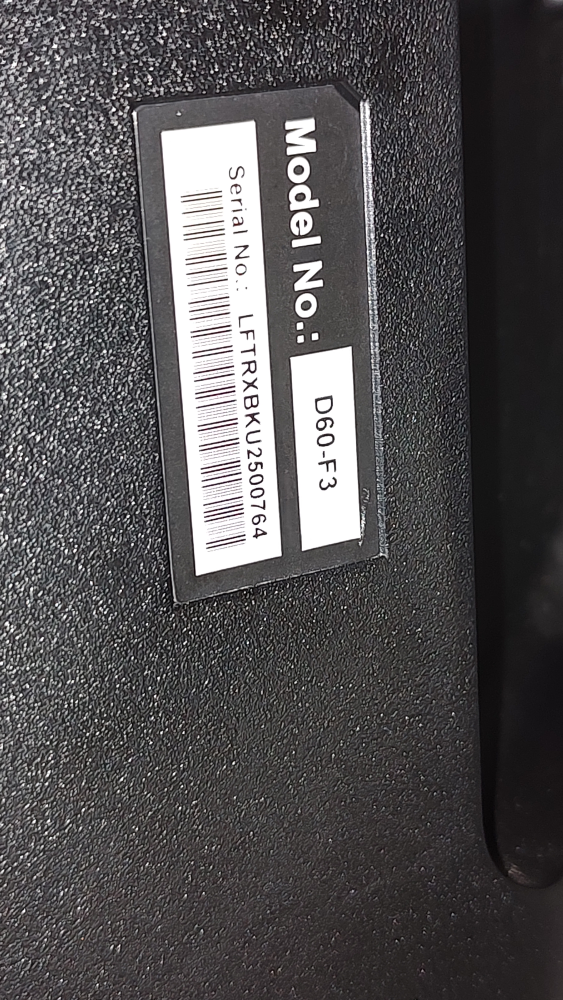 Model No.: D60-F3
Serial No.: LFTRXBKU2500764